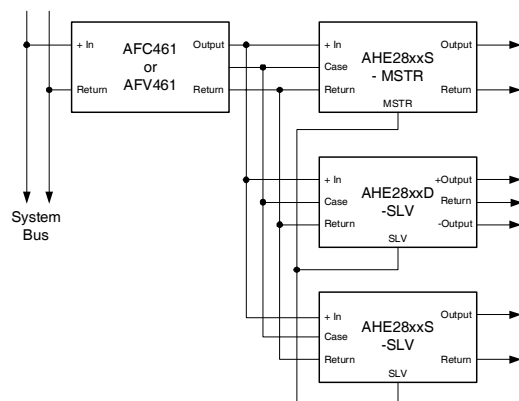 + In
AFC461
or
AFV461
Output
Return
Return
+ In
Case
Return
AHE28xxS
- MSTR
MSTR
Output
Return
+ In
Case
Return
AHE28xxD
-SLV
SLV
+Output
Return
-Output
System
Bus
+ In
Case
Return
AHE28xxS
-SLV
SLV
Output
Return